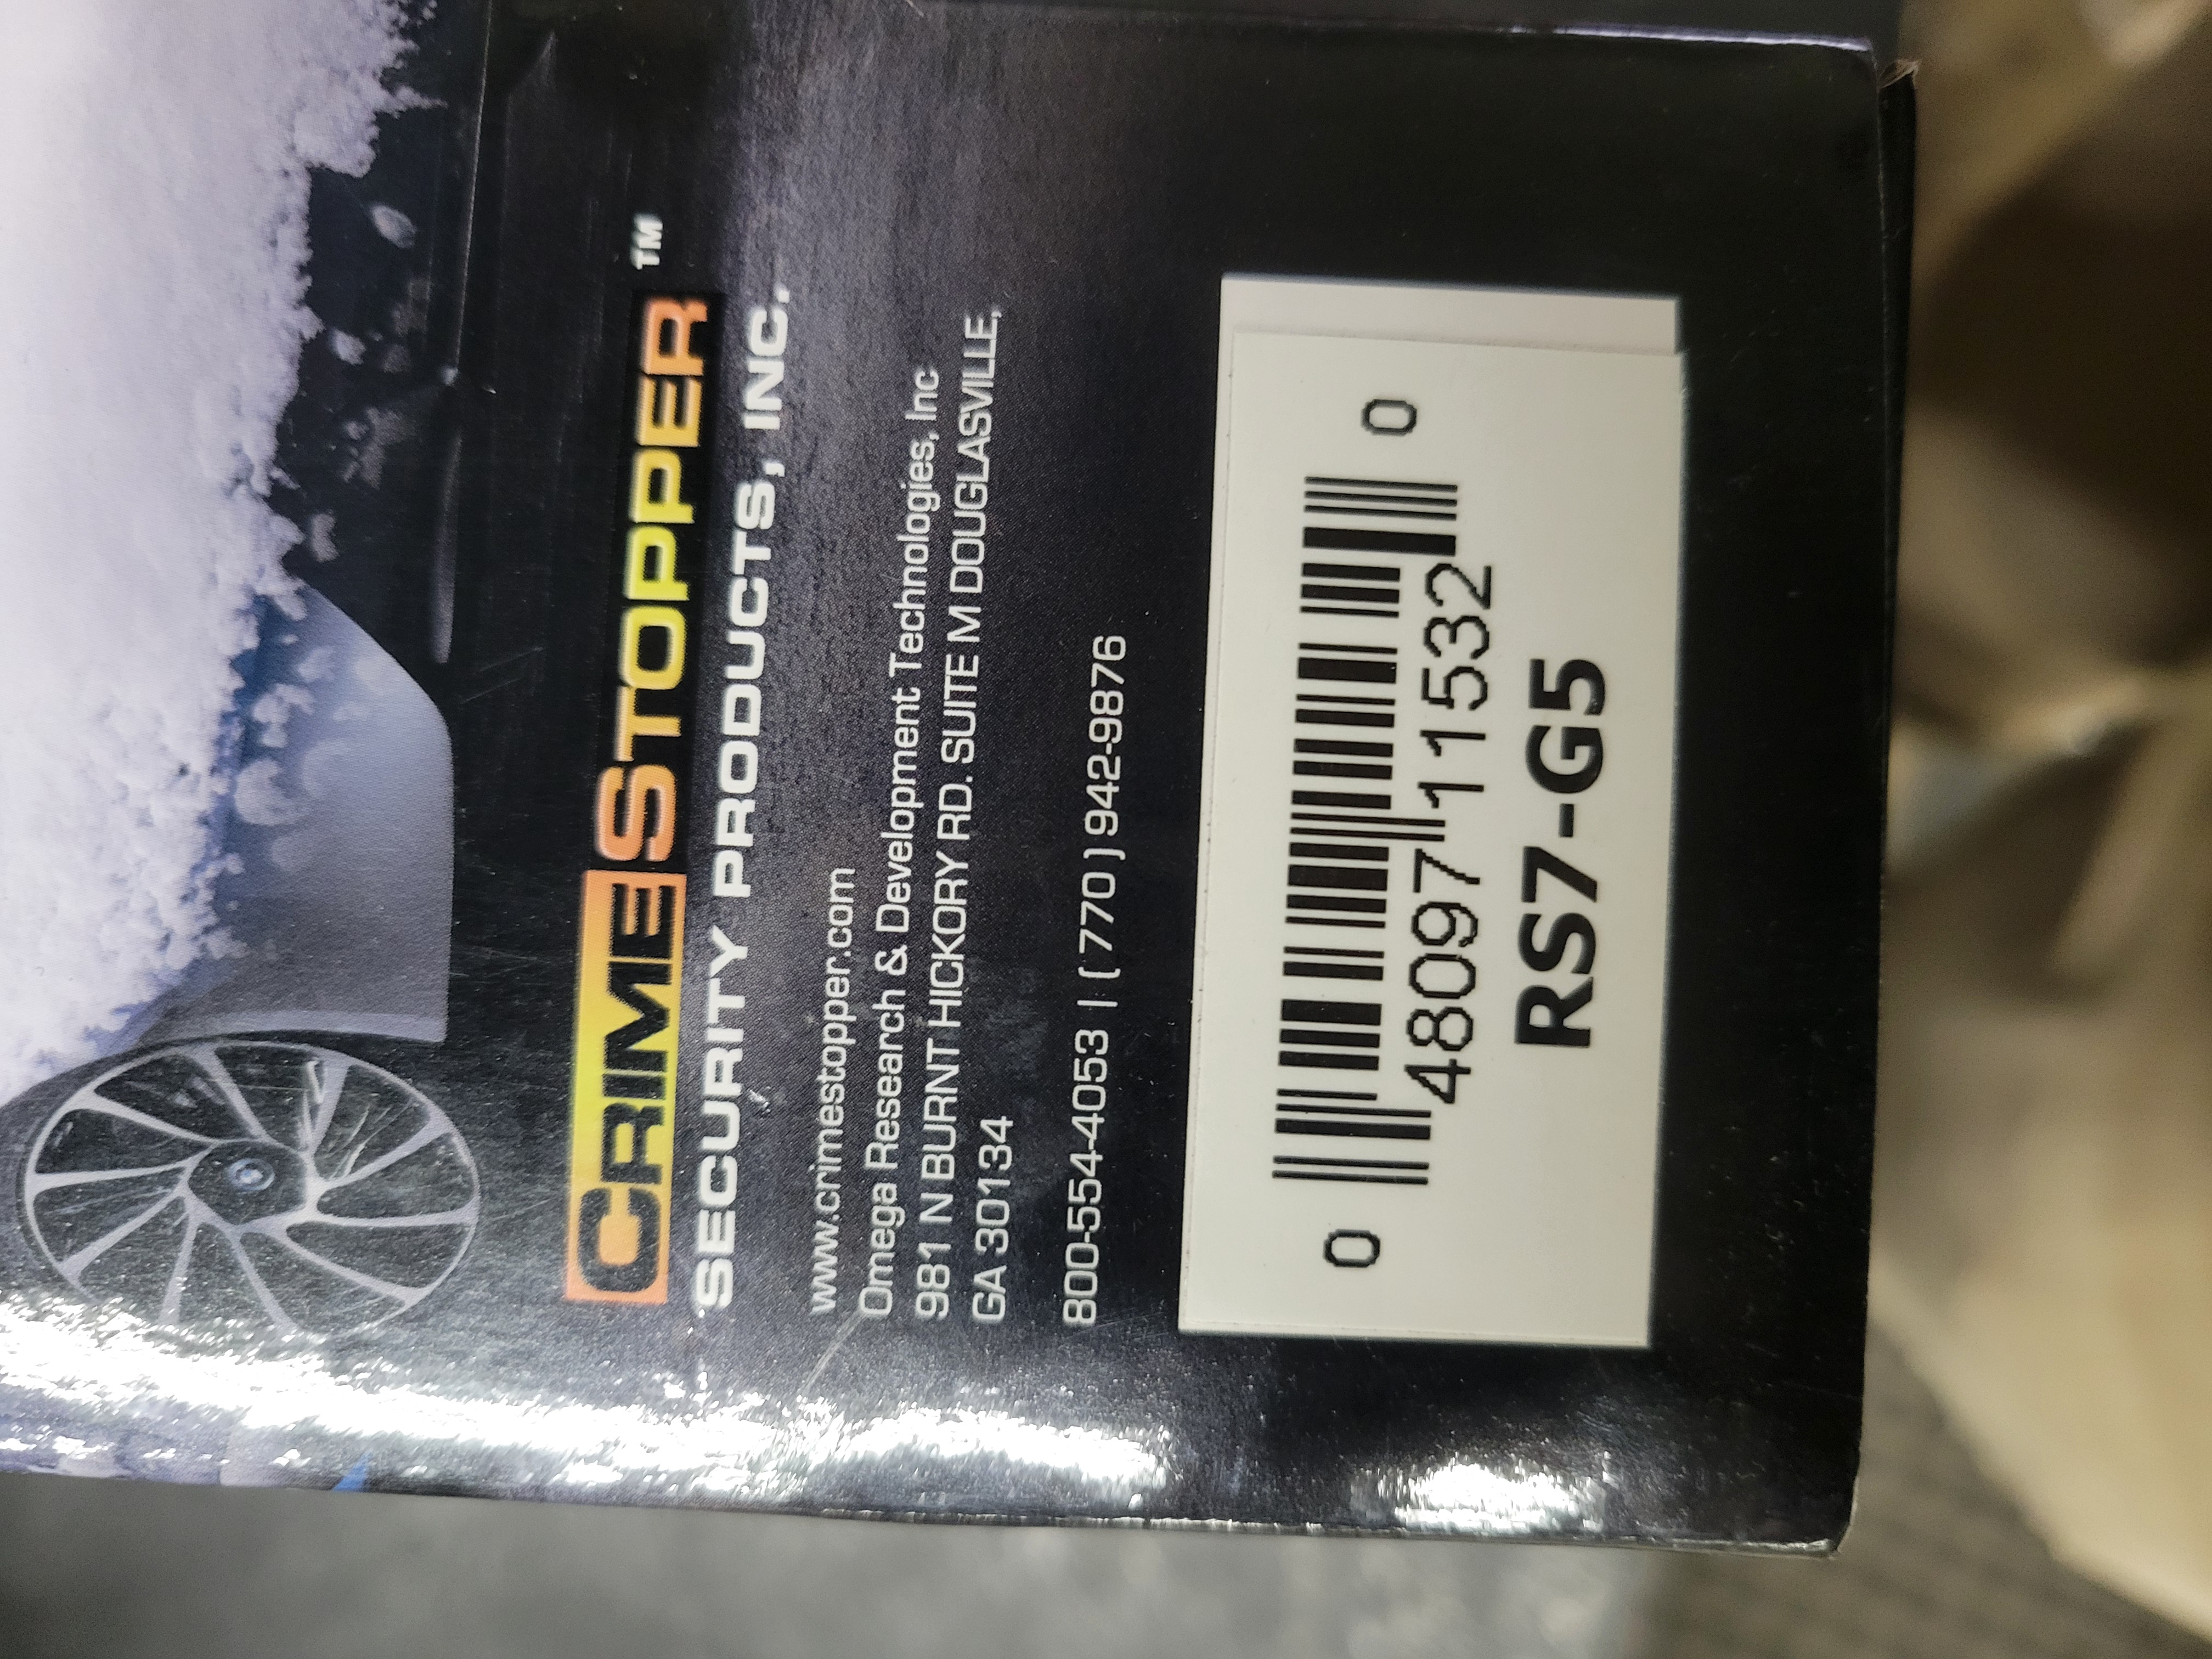 CRIMESTOPPER™
SECURITY PRODUCTS, INC.
www.crimestopper.com
Omega Research & Development Technologies, Inc
981 N BURNT HICKORY RD. SUITE M DOUGLASVILLE,
GA 30134
800-554-4053 | (770) 942-9876
0 48097 11532 0
RS7-G5